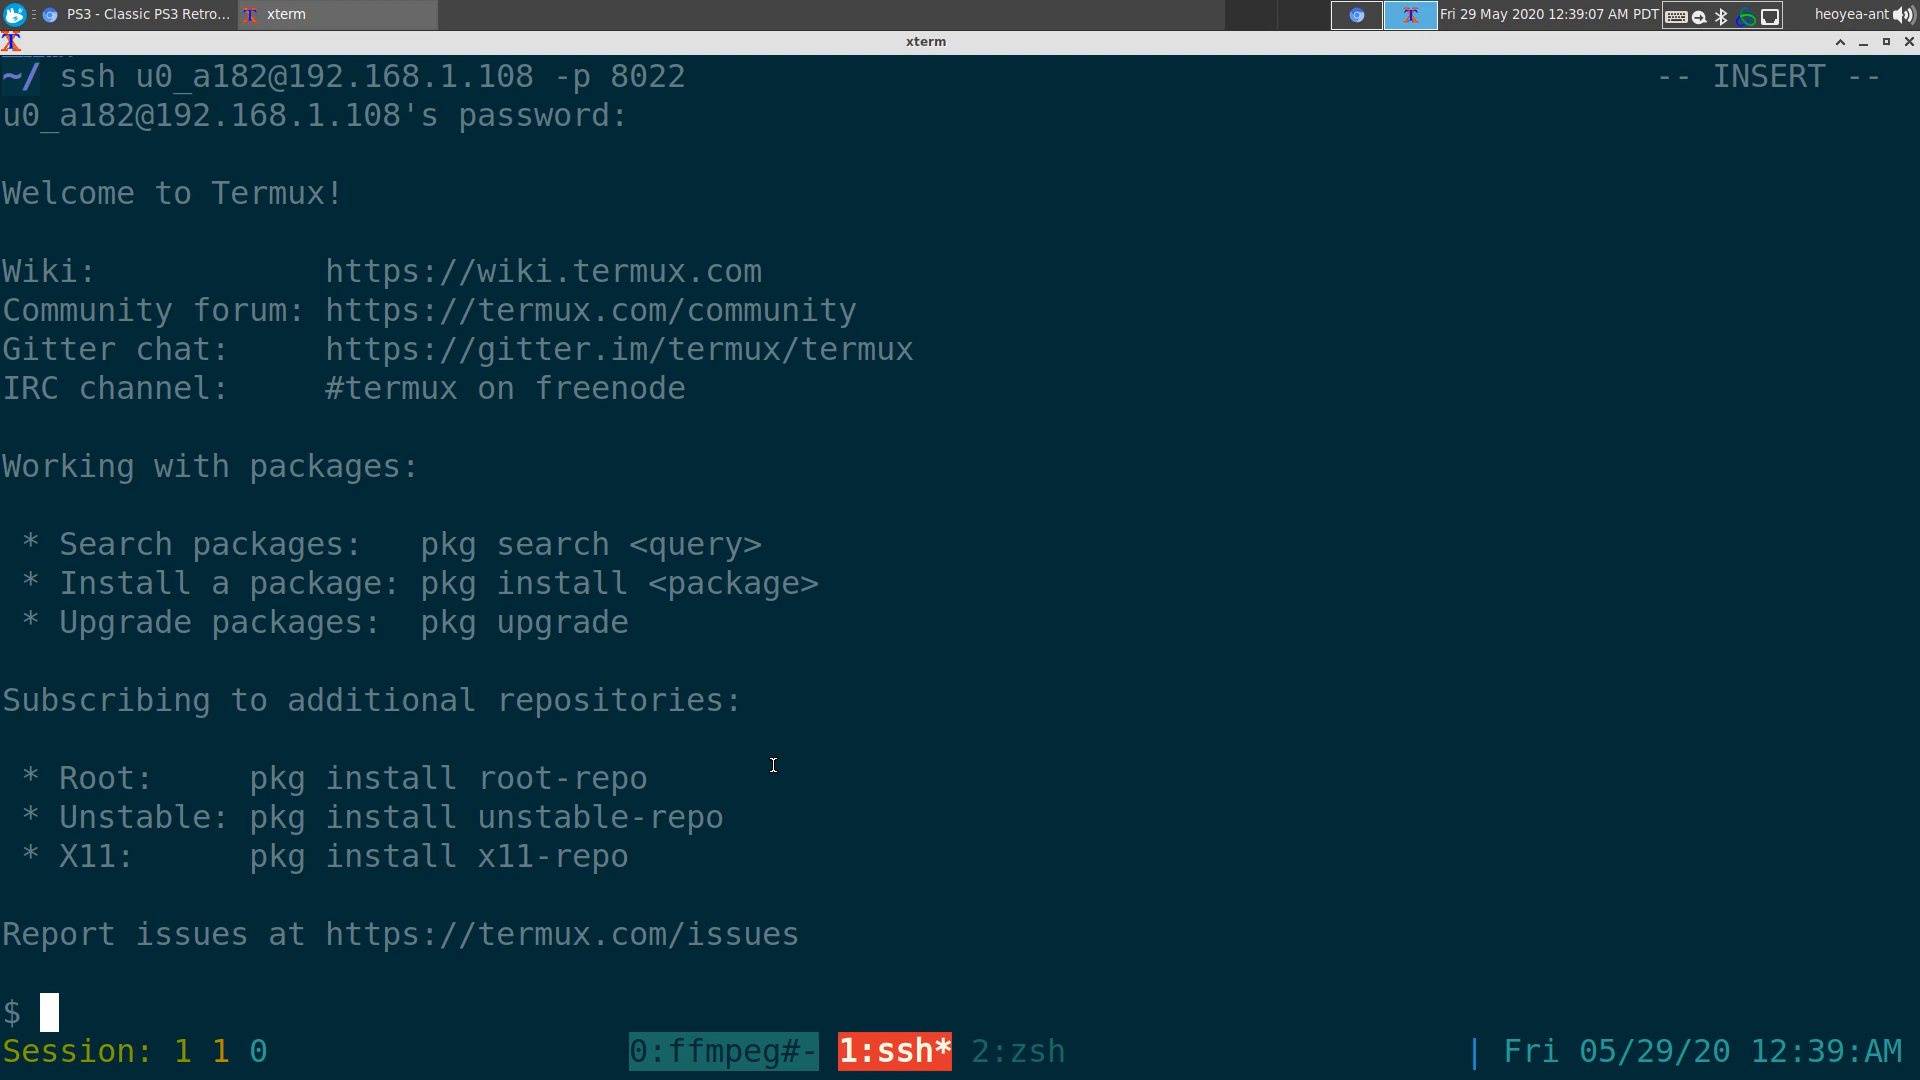 PS3 - Classic PS3 Retro... xterm Fri 29 May 2020 12:39:07 AM PDT heoyea-ant
xterm
~/ ssh u0_a182@192.168.1.108 -p 8022 -- INSERT --
u0_a182@192.168.1.108's password:
Welcome to Termux!
Wiki: https://wiki.termux.com
Community forum: https://termux.com/community
Gitter chat: https://gitter.im/termux/termux
IRC channel: #termux on freenode
Working with packages:
* Search packages: pkg search <query>
* Install a package: pkg install <package>
* Upgrade packages: pkg upgrade
Subscribing to additional repositories:
* Root: pkg install root-repo
* Unstable: pkg install unstable-repo
* X11: pkg install x11-repo
Report issues at https://termux.com/issues
$
Session: 1 1 0 0:ffmpeg#- 1:ssh* 2:zsh | Fri 05/29/20 12:39:AM